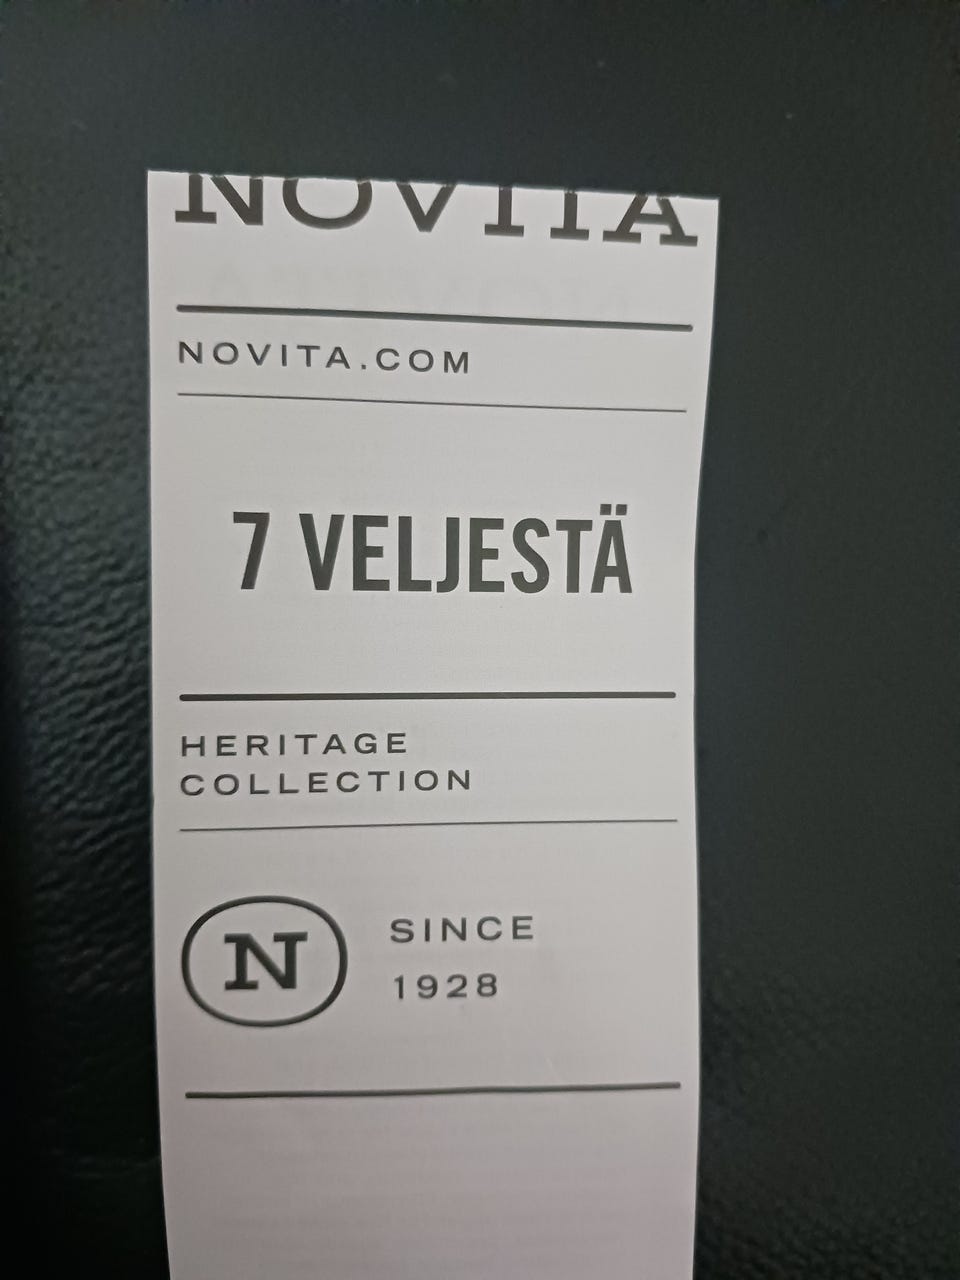 NOVITA
NOVITA.COM
7 VELJESTÄ
HERITAGE
COLLECTION
N
SINCE
1928